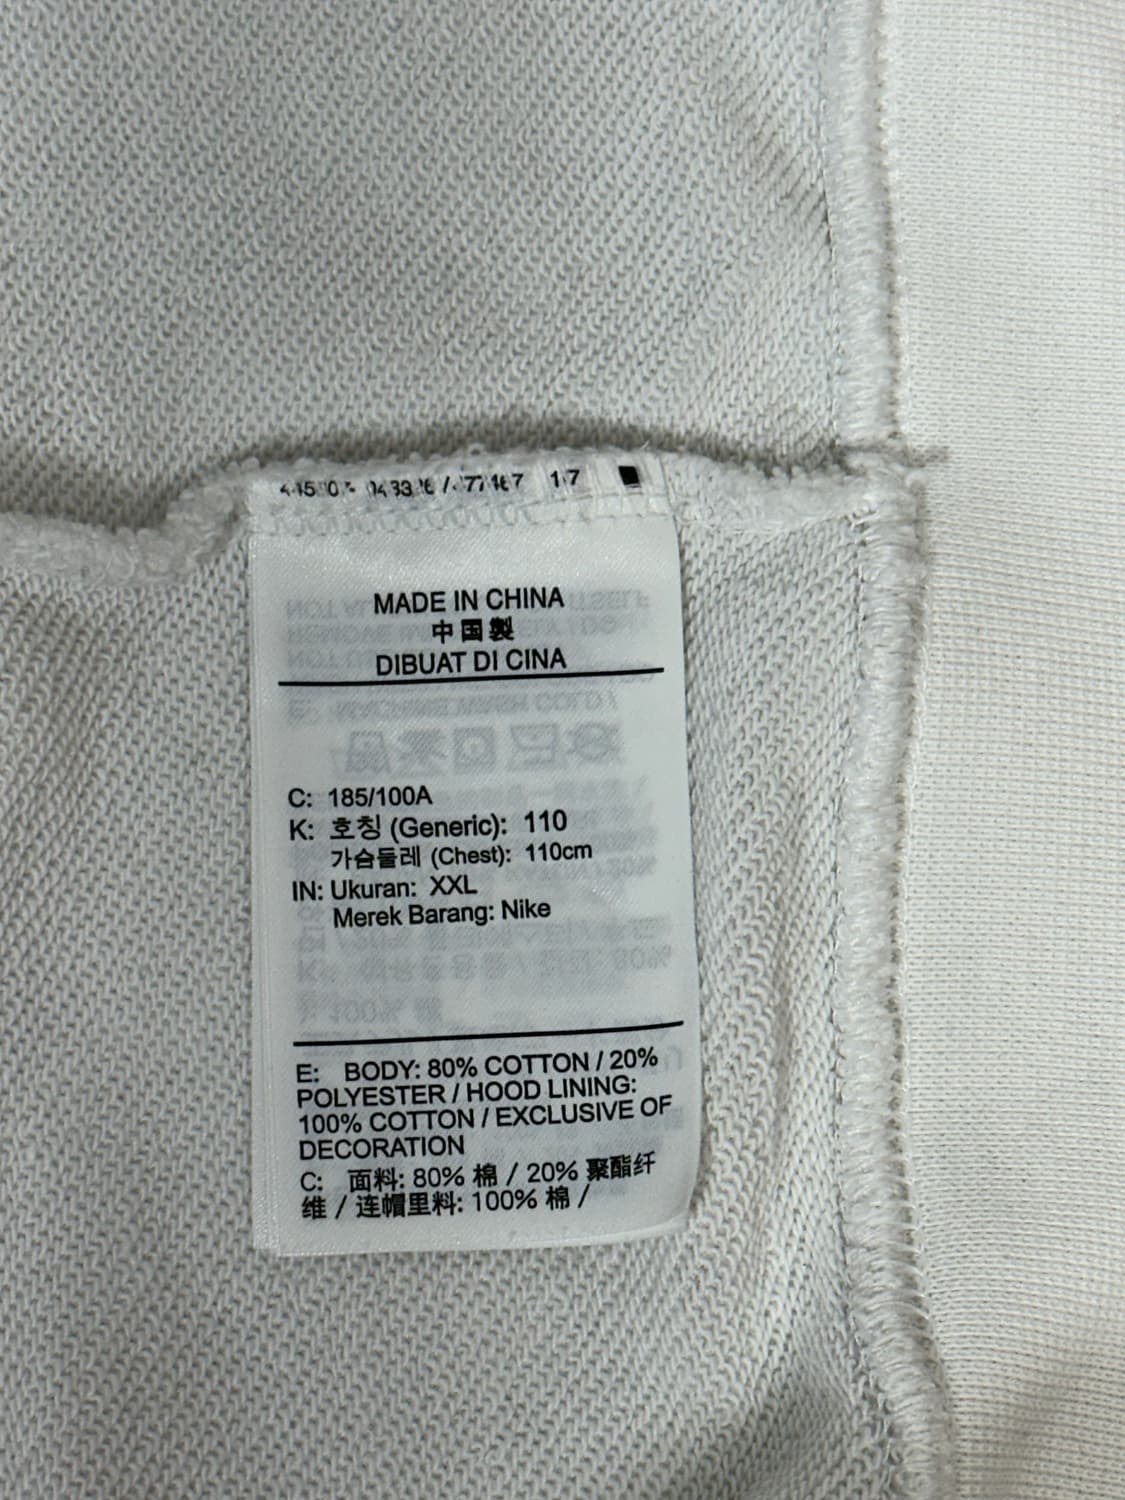 MADE IN CHINA
中国製
DIBUAT DI CINA
C: 185/100A
K: 호칭 (Generic): 110
가슴둘레 (Chest): 110cm
IN: Ukuran: XXL
Merek Barang: Nike
E: BODY: 80% COTTON / 20%
POLYESTER / HOOD LINING:
100% COTTON / EXCLUSIVE OF
DECORATION
C: 面料: 80% 棉 / 20% 聚酯纤
维 / 连帽里料: 100% 棉 /